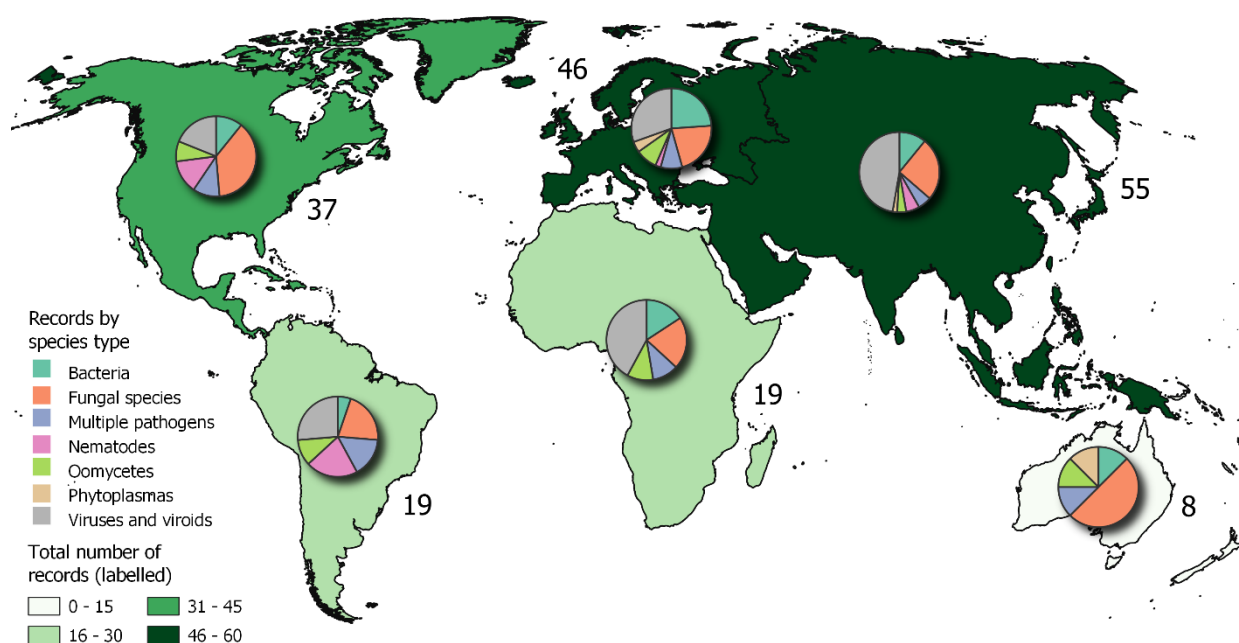 46
55
37
19
19
8
Records by
species type
Bacteria
Fungal species
Multiple pathogens
Nematodes
Oomycetes
Phytoplasmas
Viruses and viroids
Total number of
records (labelled)
0 - 15
31 - 45
16 - 30
46 - 60